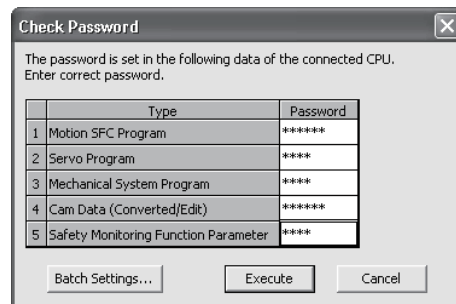 Check Password
The password is set in the following data of the connected CPU.
Enter correct password.
Type Password
1 Motion SFC Program ******
2 Servo Program ****
3 Mechanical System Program ****
4 Cam Data (Converted/Edit) ******
5 Safety Monitoring Function Parameter ****
Batch Settings... Execute Cancel